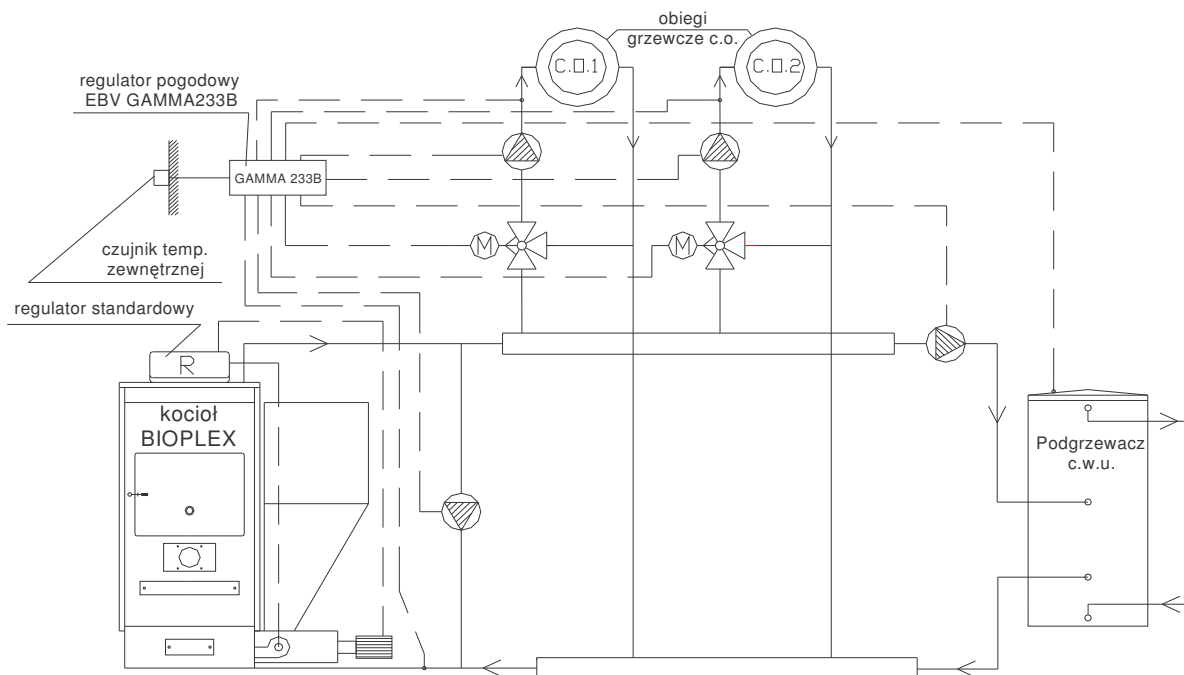 obiegi
grzewcze c.o.
C.O.1
C.O.2
regulator pogodowy
EBV GAMMA233B
GAMMA 233B
czujnik temp.
zewnętrznej
M
M
regulator standardowy
R
kocioł
BIOPLEX
Podgrzewacz
c.w.u.